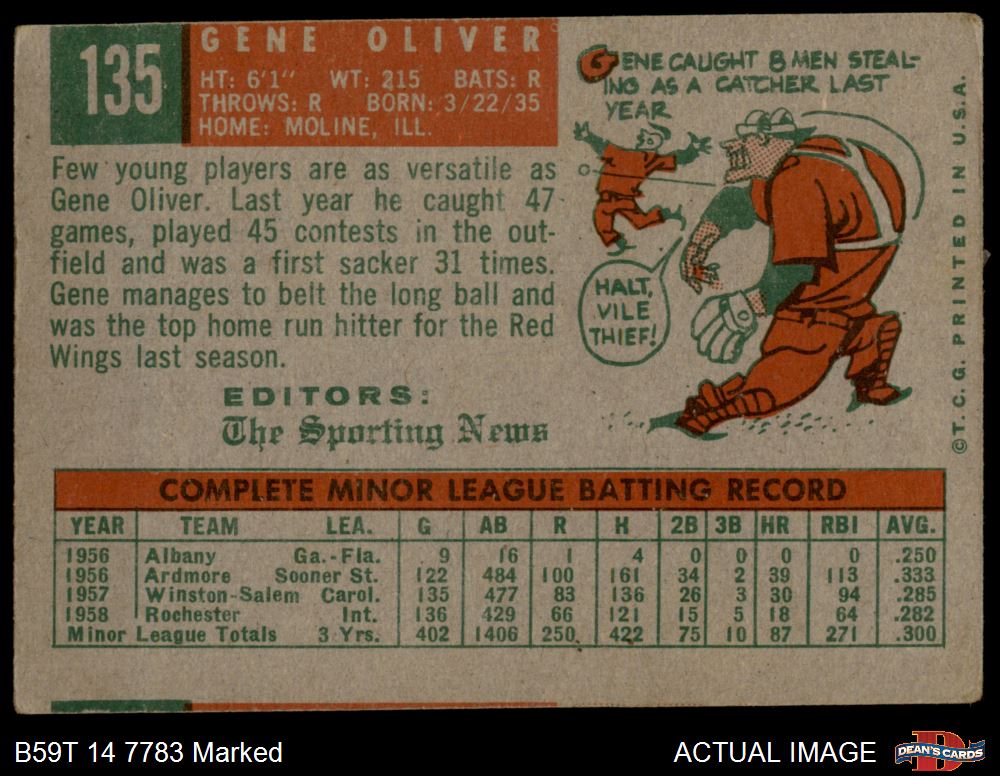 135
GENE OLIVER
HT: 6'1" WT: 215 BATS: R
THROWS: R BORN: 3/22/35
HOME: MOLINE, ILL.
Few young players are as versatile as
Gene Oliver. Last year he caught 47
games, played 45 contests in the out-
field and was a first sacker 31 times.
Gene manages to belt the long ball and
was the top home run hitter for the Red
Wings last season.
EDITORS:
The Sporting News
GENE CAUGHT 8 MEN STEAL-
ING AS A CATCHER LAST
YEAR
HALT,
VILE
THIEF!
©T.C.G. PRINTED IN U.S.A.
COMPLETE MINOR LEAGUE BATTING RECORD
YEAR TEAM LEA. G AB R H 2B 3B HR RBI AVG.
1956 Albany Ga.-Fla. 9 16 1 4 0 0 0 0 .250
1956 Ardmore Sooner St. 122 484 100 161 34 2 39 113 .333
1957 Winston-Salem Carol. 135 477 83 136 26 3 30 94 .285
1958 Rochester Int. 136 429 66 121 15 5 18 64 .282
Minor League Totals 3 Yrs. 402 1406 250 422 75 10 87 271 .300
B59T 14 7783 Marked
ACTUAL IMAGE
DEAN'S CARDS